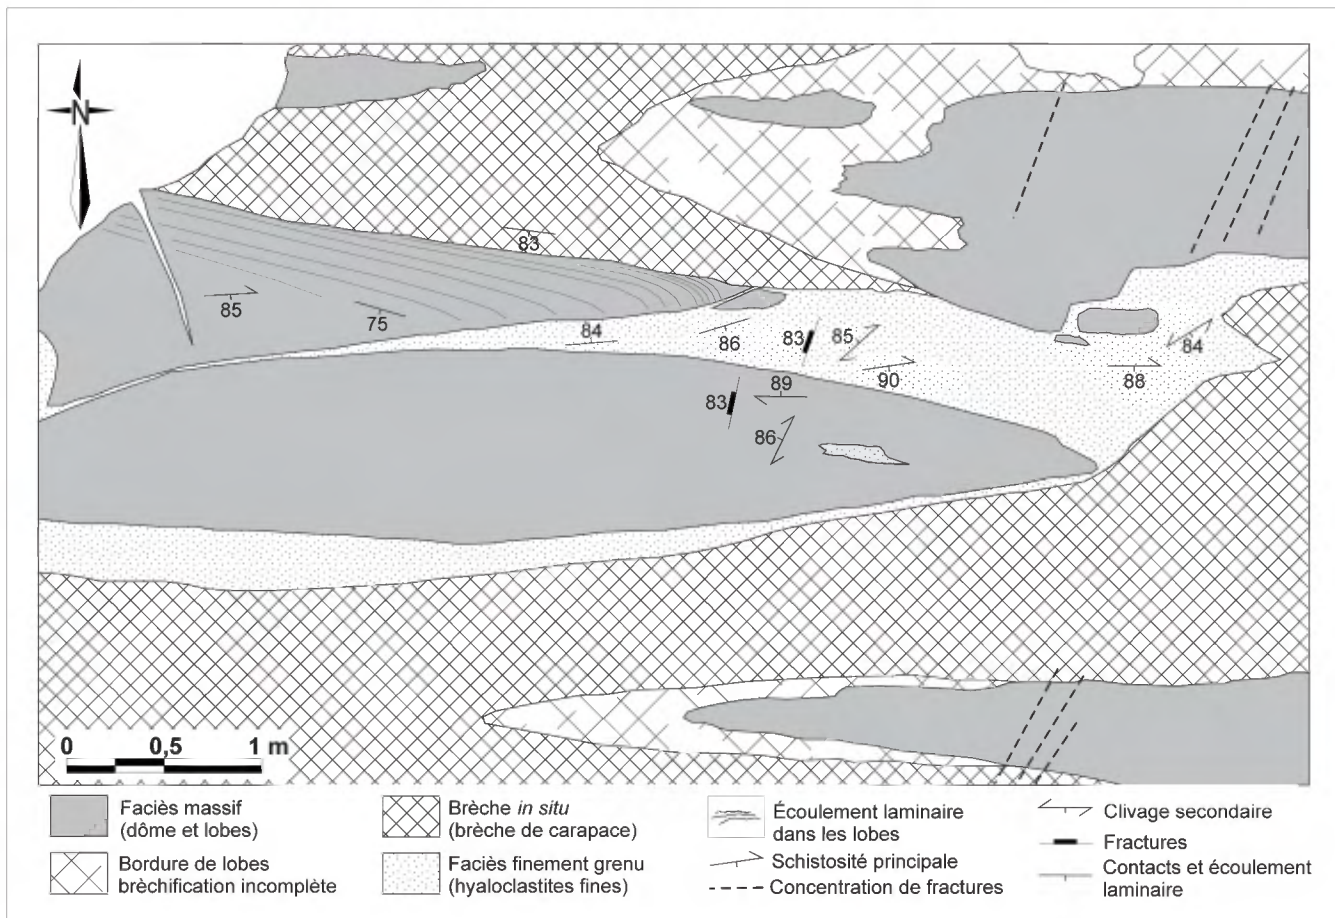 N
83
85
75
84
86
83
85
90
88
84
89
83
86
0 0,5 1 m
Faciès massif
(dôme et lobes)
Bordure de lobes
brèchification incomplète
Brèche in situ
(brèche de carapace)
Faciès finement grenu
(hyaloclastites fines)
Écoulement laminaire
dans les lobes
Schistosité principale
Concentration de fractures
Clivage secondaire
Fractures
Contacts et écoulement
laminaire